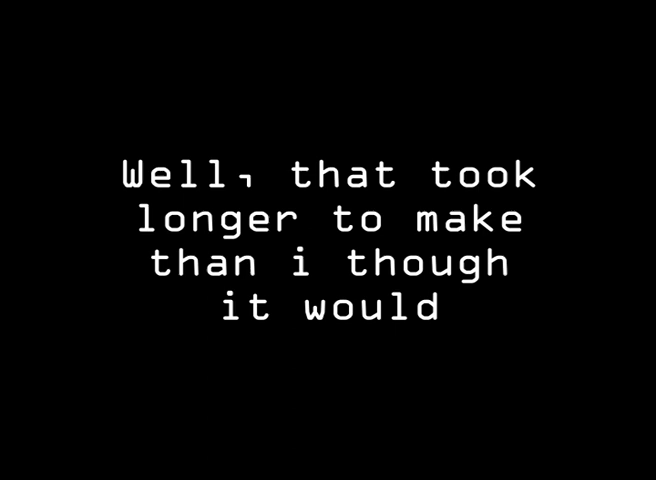 Well, that took
longer to make
than i though
it would